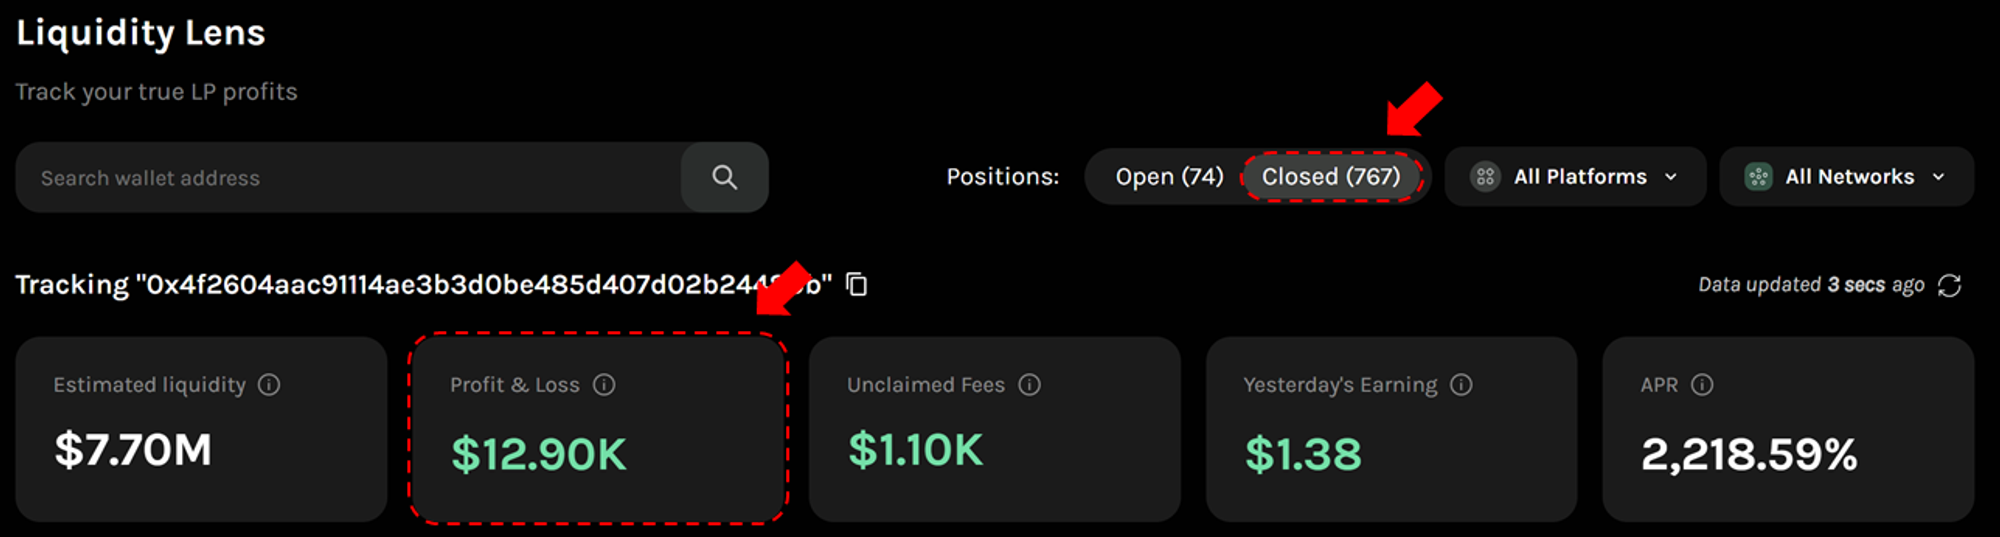 Liquidity Lens
Track your true LP profits
Search wallet address
Positions: Open (74) Closed (767) All Platforms All Networks
Tracking
Data updated 3 secs ago
Estimated liquidity
$7.70M
Profit & Loss
$12.90K
Unclaimed Fees
$1.10K
Yesterday's Earning
$1.38
APR
2,218.59%